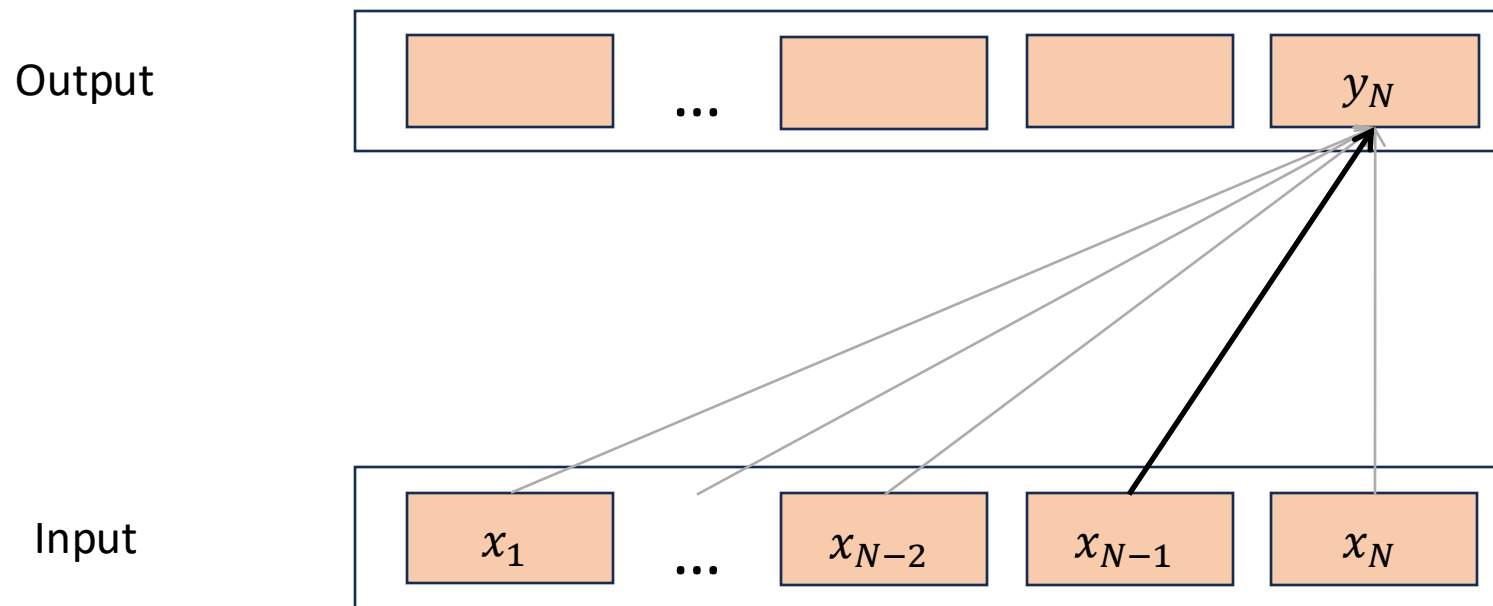 Output ... y_N
Input x_1 ... x_{N-2} x_{N-1} x_N